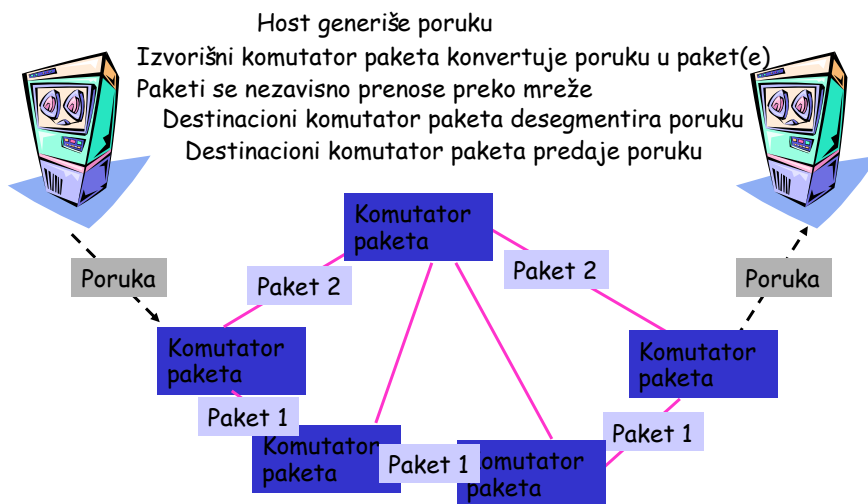 Host generiše poruku
Izvorišni komutator paketa konvertuje poruku u paket(e)
Paketi se nezavisno prenose preko mreže
Destinacioni komutator paketa desegmentira poruku
Destinacioni komutator paketa predaje poruku
Komutator
paketa
Poruka
Paket 2
Paket 2
Poruka
Komutator
paketa
Komutator
paketa
Paket 1
Komutator
paketa
Paket 1
Komutator
paketa
Paket 1